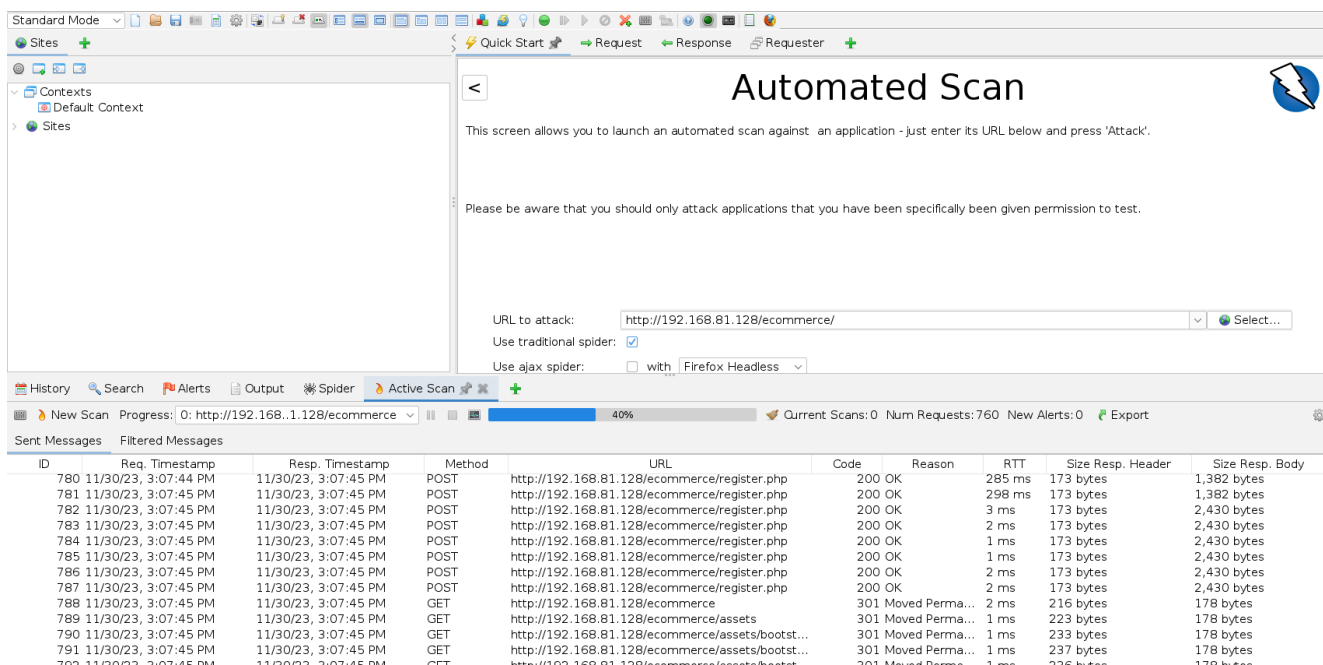 Standard Mode
Sites
Quick Start Request Response Requester
Contexts
Default Context
Sites
<
Automated Scan
This screen allows you to launch an automated scan against an application - just enter its URL below and press 'Attack'.
Please be aware that you should only attack applications that you have been specifically been given permission to test.
URL to attack: http://192.168.81.128/ecommerce/ Select...
Use traditional spider:
Use ajax spider: with Firefox Headless
History Search Alerts Output Spider Active Scan
New Scan Progress: 0: http://192.168..1.128/ecommerce 40% Current Scans: 0 Num Requests: 760 New Alerts: 0 Export
Sent Messages Filtered Messages
ID Req. Timestamp Resp. Timestamp Method URL Code Reason RTT Size Resp. Header Size Resp. Body
780 11/30/23, 3:07:44 PM 11/30/23, 3:07:45 PM POST http://192.168.81.128/ecommerce/register.php 200 OK 285 ms 173 bytes 1,382 bytes
781 11/30/23, 3:07:45 PM 11/30/23, 3:07:45 PM POST http://192.168.81.128/ecommerce/register.php 200 OK 298 ms 173 bytes 1,382 bytes
782 11/30/23, 3:07:45 PM 11/30/23, 3:07:45 PM POST http://192.168.81.128/ecommerce/register.php 200 OK 3 ms 173 bytes 2,430 bytes
783 11/30/23, 3:07:45 PM 11/30/23, 3:07:45 PM POST http://192.168.81.128/ecommerce/register.php 200 OK 2 ms 173 bytes 2,430 bytes
784 11/30/23, 3:07:45 PM 11/30/23, 3:07:45 PM POST http://192.168.81.128/ecommerce/register.php 200 OK 1 ms 173 bytes 2,430 bytes
785 11/30/23, 3:07:45 PM 11/30/23, 3:07:45 PM POST http://192.168.81.128/ecommerce/register.php 200 OK 1 ms 173 bytes 2,430 bytes
786 11/30/23, 3:07:45 PM 11/30/23, 3:07:45 PM POST http://192.168.81.128/ecommerce/register.php 200 OK 2 ms 173 bytes 2,430 bytes
787 11/30/23, 3:07:45 PM 11/30/23, 3:07:45 PM POST http://192.168.81.128/ecommerce/register.php 200 OK 2 ms 173 bytes 2,430 bytes
788 11/30/23, 3:07:45 PM 11/30/23, 3:07:45 PM GET http://192.168.81.128/ecommerce 301 Moved Perma... 2 ms 216 bytes 178 bytes
789 11/30/23, 3:07:45 PM 11/30/23, 3:07:45 PM GET http://192.168.81.128/ecommerce/assets 301 Moved Perma... 1 ms 223 bytes 178 bytes
790 11/30/23, 3:07:45 PM 11/30/23, 3:07:45 PM GET http://192.168.81.128/ecommerce/assets/bootst... 301 Moved Perma... 1 ms 233 bytes 178 bytes
791 11/30/23, 3:07:45 PM 11/30/23, 3:07:45 PM GET http://192.168.81.128/ecommerce/assets/bootst... 301 Moved Perma... 1 ms 237 bytes 178 bytes